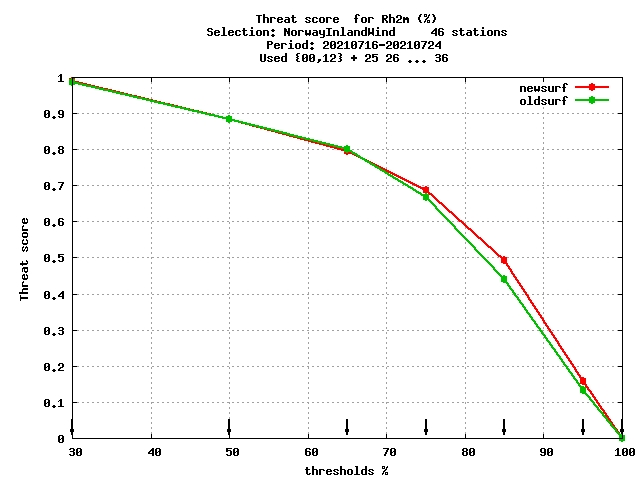 Threat score  for Rh2m (%)
Selection: NorwayInlandWind     46 stations
Period: 20210716-20210724
Used {00,12} + 25 26 ... 36
newsurf
oldsurf
1
0.9
0.8
0.7
0.6
0.5
0.4
0.3
0.2
0.1
0
Threat score
30 40 50 60 70 80 90 100
thresholds %